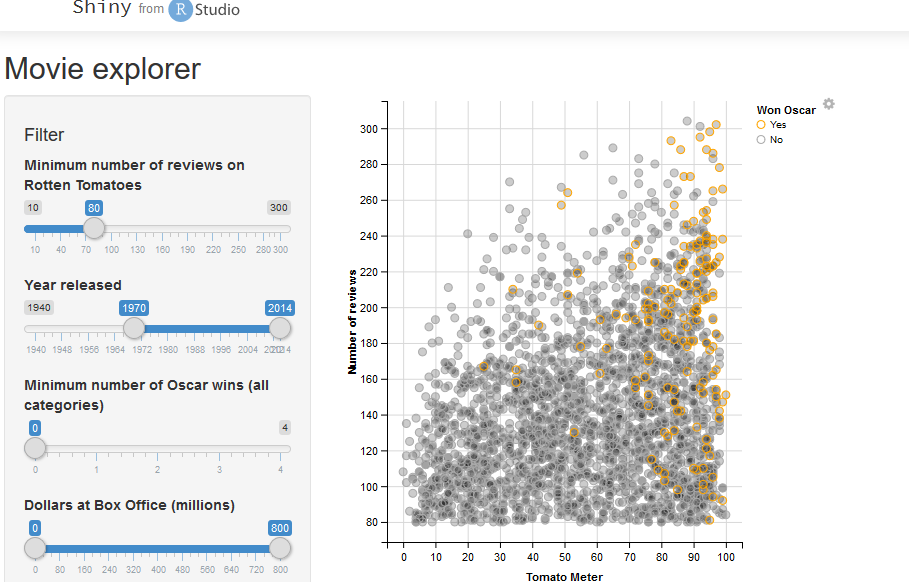 Shiny from R Studio
Movie explorer
Filter
Minimum number of reviews on
Rotten Tomatoes
10 80 300
10 40 70 100 130 160 190 220 250 280 300
Year released
1940 1970 2014
1940 1948 1956 1964 1972 1980 1988 1996 2004 2012 2014
Minimum number of Oscar wins (all
categories)
0 4
0 1 2 3 4
Dollars at Box Office (millions)
0 800
0 80 160 240 320 400 480 560 640 720 800
Number of reviews
300
280
260
240
220
200
180
160
140
120
100
80
0 10 20 30 40 50 60 70 80 90 100
Tomato Meter
Won Oscar
Yes
No